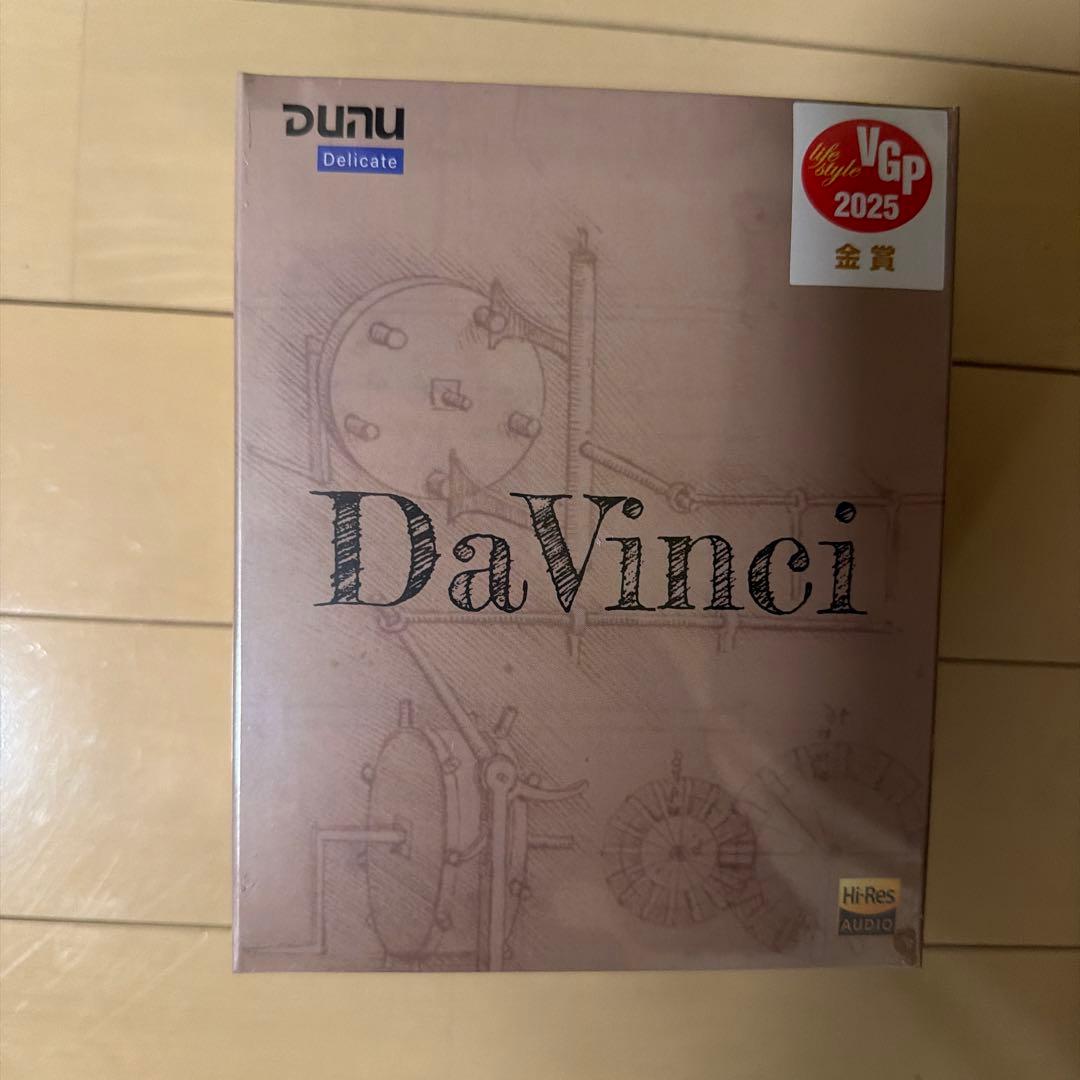 DUNU
Delicate
life style VGP
2025
金賞
DaVinci
Hi-Res
AUDIO